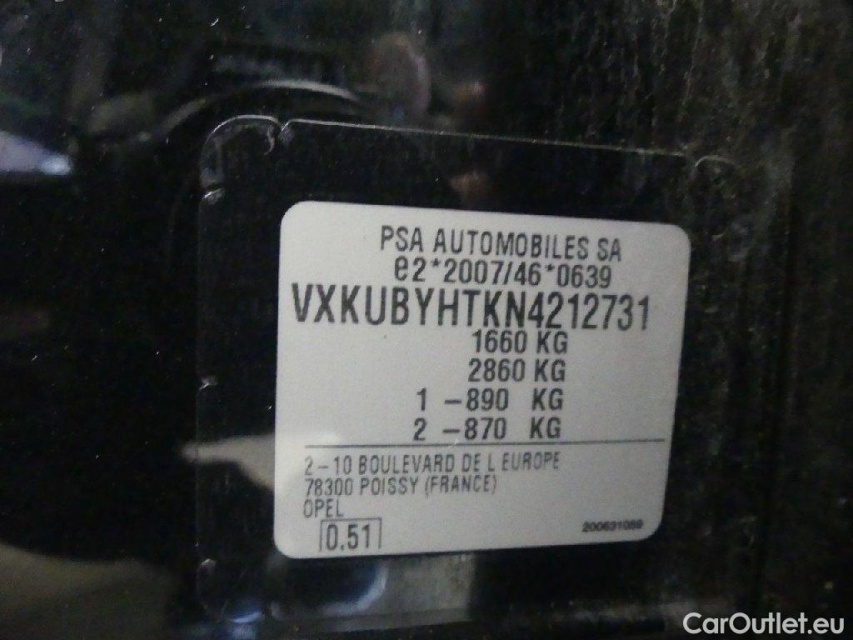 PSA AUTOMOBILES SA
e2*2007/46*0639
VXKUBYHTKN4212731
1660 KG
2860 KG
1 -890 KG
2 -870 KG
2-10 BOULEVARD DE L EUROPE
78300 POISSY (FRANCE)
OPEL
0.51
200631059
CarOutlet.eu